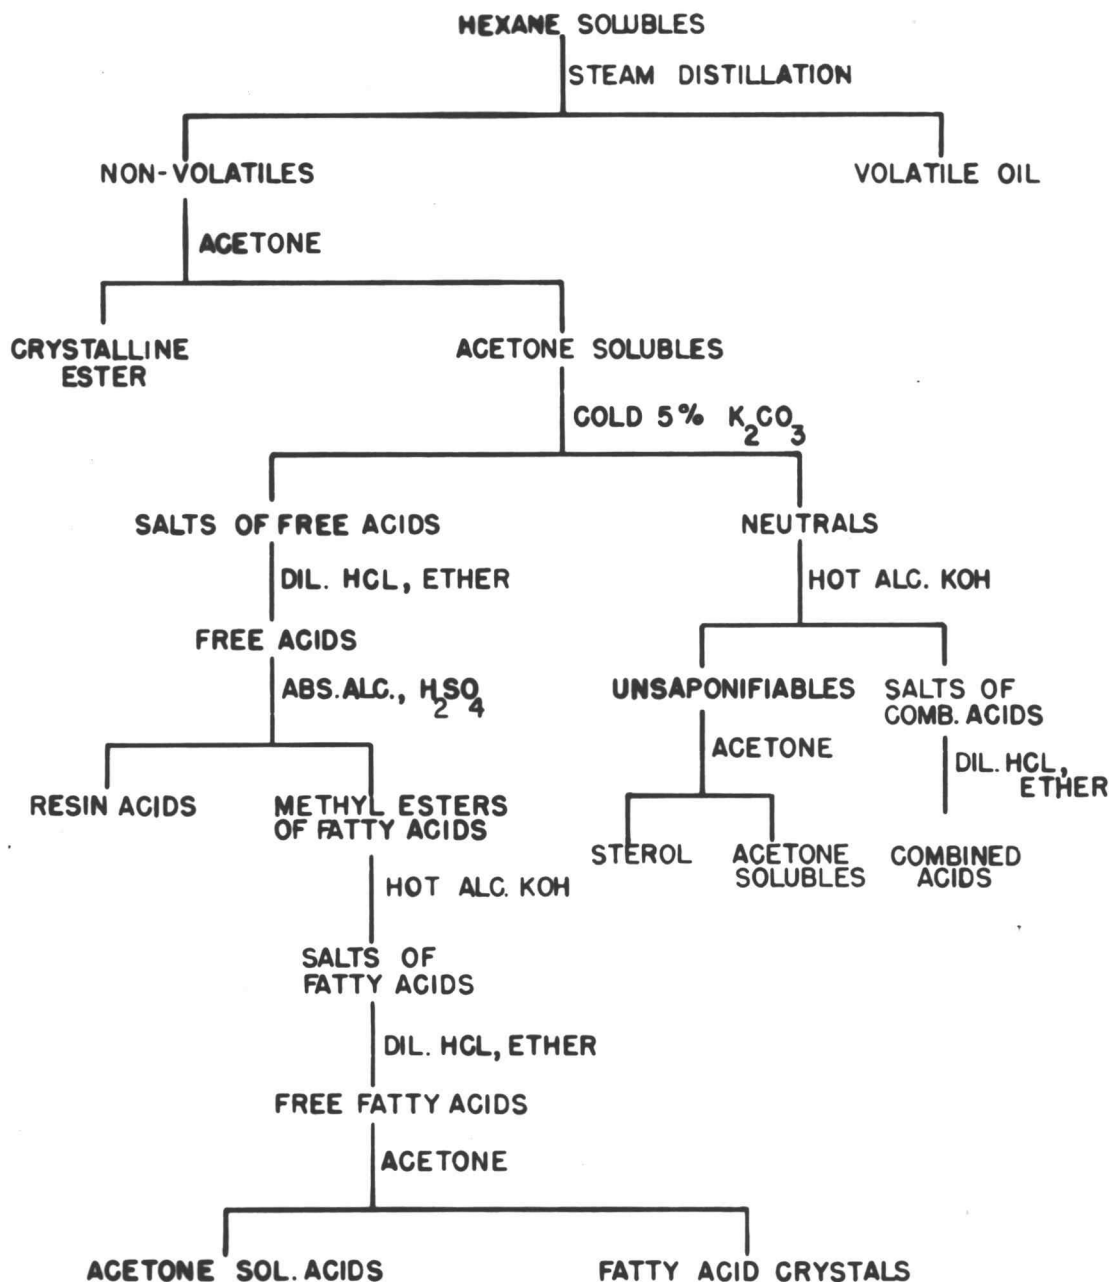 HEXANE SOLUBLES
STEAM DISTILLATION
NON-VOLATILES
VOLATILE OIL
ACETONE
CRYSTALLINE
ESTER
ACETONE SOLUBLES
COLD 5% K₂CO₃
SALTS OF FREE ACIDS
NEUTRALS
DIL. HCL, ETHER
HOT ALC. KOH
FREE ACIDS
ABS. ALC., H₂SO₄
UNSAPONIFIABLES
SALTS OF
COMB. ACIDS
ACETONE
DIL. HCL,
ETHER
RESIN ACIDS
METHYL ESTERS
OF FATTY ACIDS
STEROL
ACETONE
SOLUBLES
COMBINED
ACIDS
HOT ALC. KOH
SALTS OF
FATTY ACIDS
DIL. HCL, ETHER
FREE FATTY ACIDS
ACETONE
ACETONE SOL. ACIDS
FATTY ACID CRYSTALS